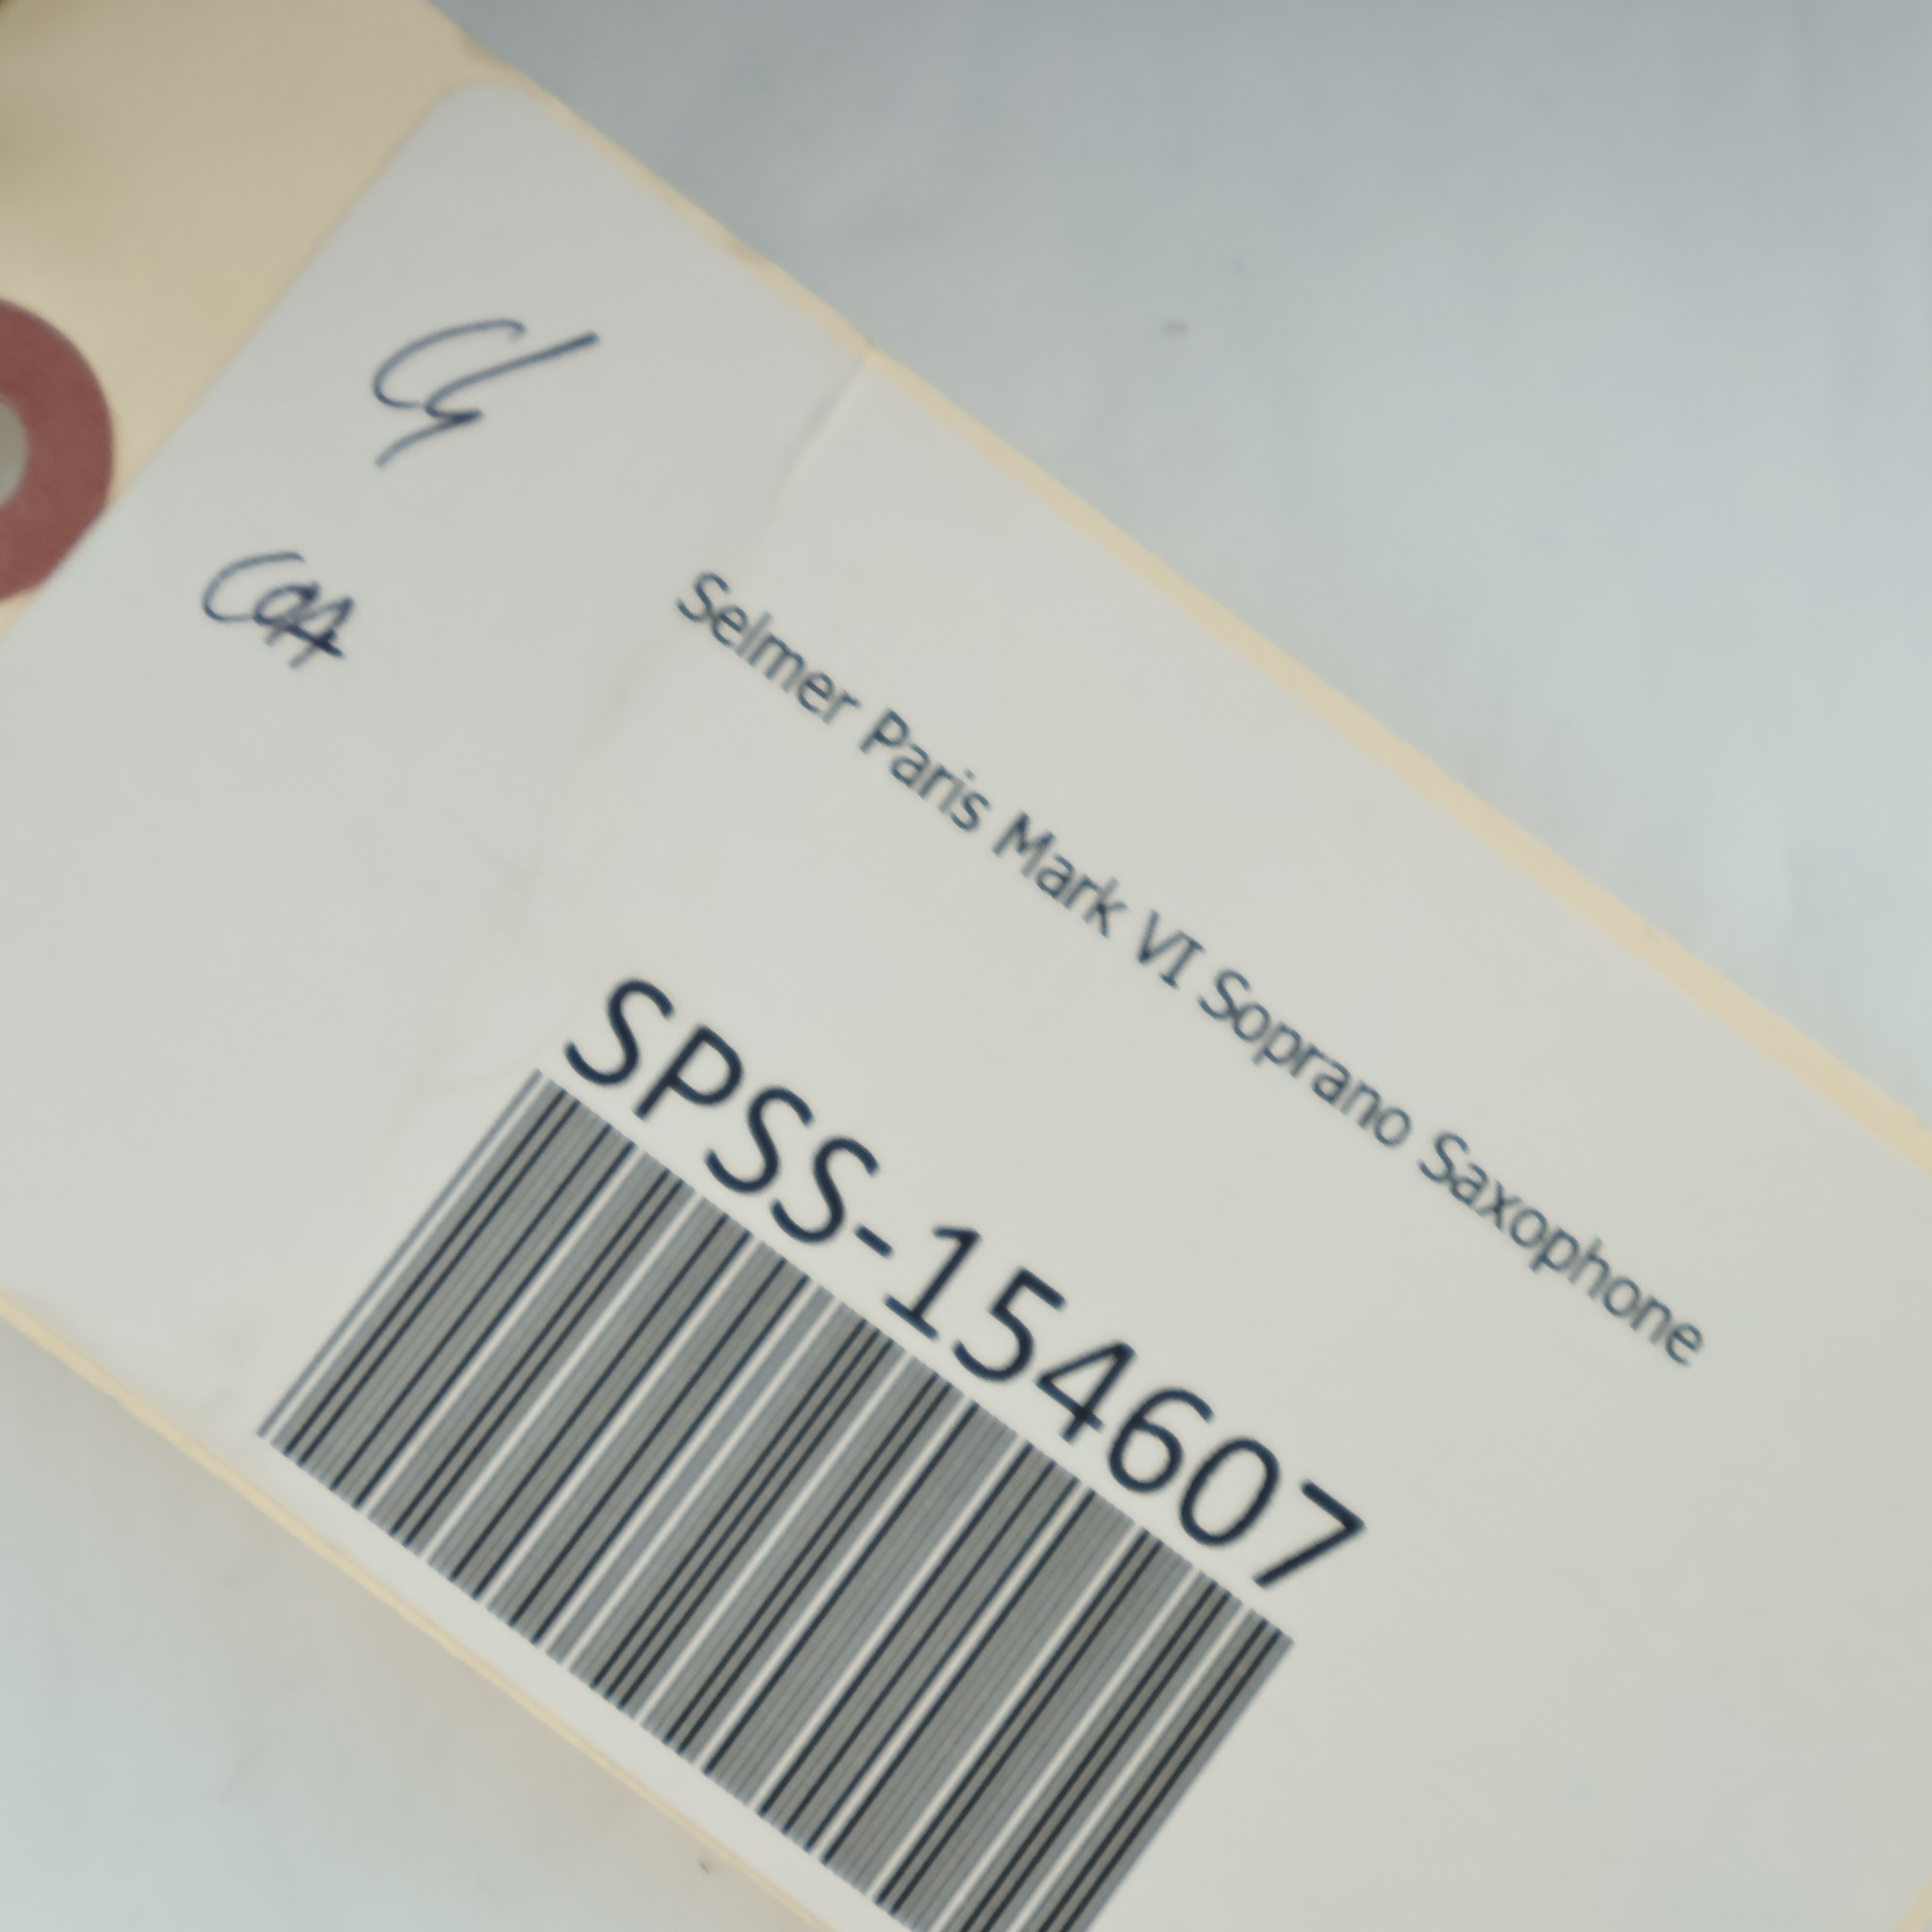 Selmer Paris Mark VI Soprano Saxophone
SPSS-154607